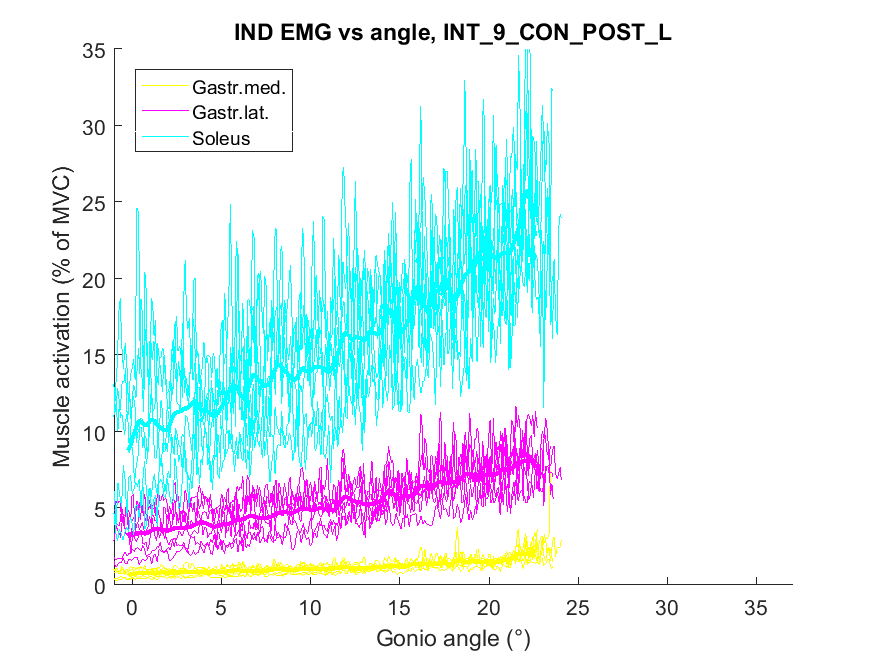 IND EMG vs angle, INT_9_CON_POST_L
35
30
25
20
15
10
5
0
Muscle activation (% of MVC)
Gastr.med.
Gastr.lat.
Soleus
0 5 10 15 20 25 30 35
Gonio angle (°)